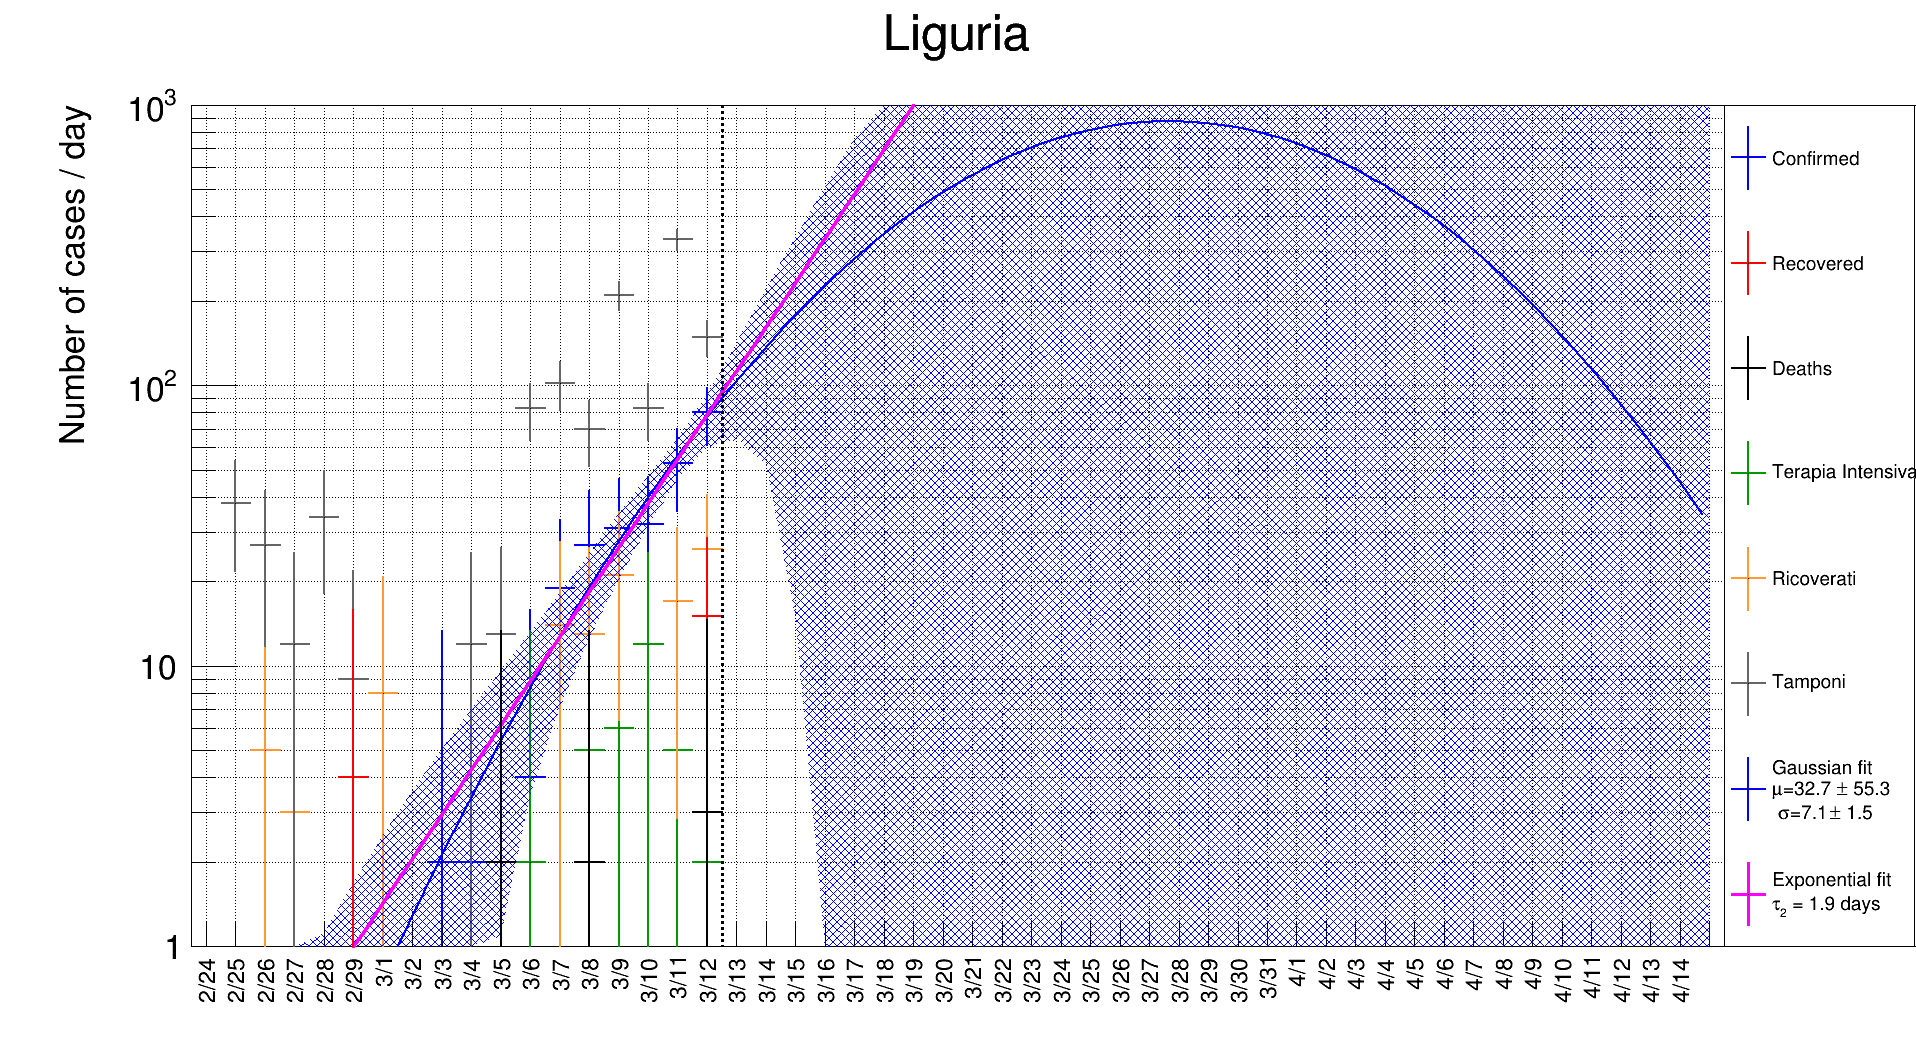 Liguria
Number of cases / day
10³
10²
10
1
2/24 2/25 2/26 2/27 2/28 2/29 3/1 3/2 3/3 3/4 3/5 3/6 3/7 3/8 3/9 3/10 3/11 3/12 3/13 3/14 3/15 3/16 3/17 3/18 3/19 3/20 3/21 3/22 3/23 3/24 3/25 3/26 3/27 3/28 3/29 3/30 3/31 4/1 4/2 4/3 4/4 4/5 4/6 4/7 4/8 4/9 4/10 4/11 4/12 4/13 4/14
Confirmed
Recovered
Deaths
Terapia Intensiva
Ricoverati
Tamponi
Gaussian fit
μ=32.7 ± 55.3
σ=7.1± 1.5
Exponential fit
τ₂ = 1.9 days